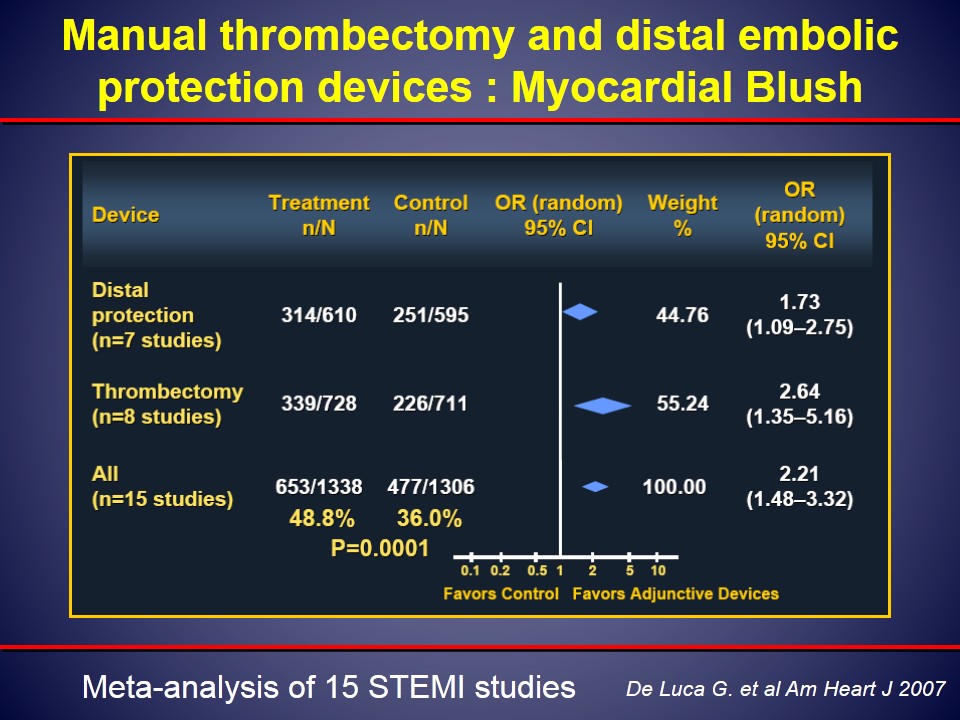 Manual thrombectomy and distal embolic
protection devices : Myocardial Blush
Device
Treatment
n/N
Control
n/N
OR (random)
95% CI
Weight
%
OR
(random)
95% CI
Distal
protection
(n=7 studies)
314/610
251/595
44.76
1.73
(1.09–2.75)
Thrombectomy
(n=8 studies)
339/728
226/711
55.24
2.64
(1.35–5.16)
All
(n=15 studies)
653/1338
477/1306
100.00
2.21
(1.48–3.32)
48.8%
36.0%
P=0.0001
0.1 0.2 0.5 1 2 5 10
Favors Control Favors Adjunctive Devices
Meta-analysis of 15 STEMI studies
De Luca G. et al Am Heart J 2007